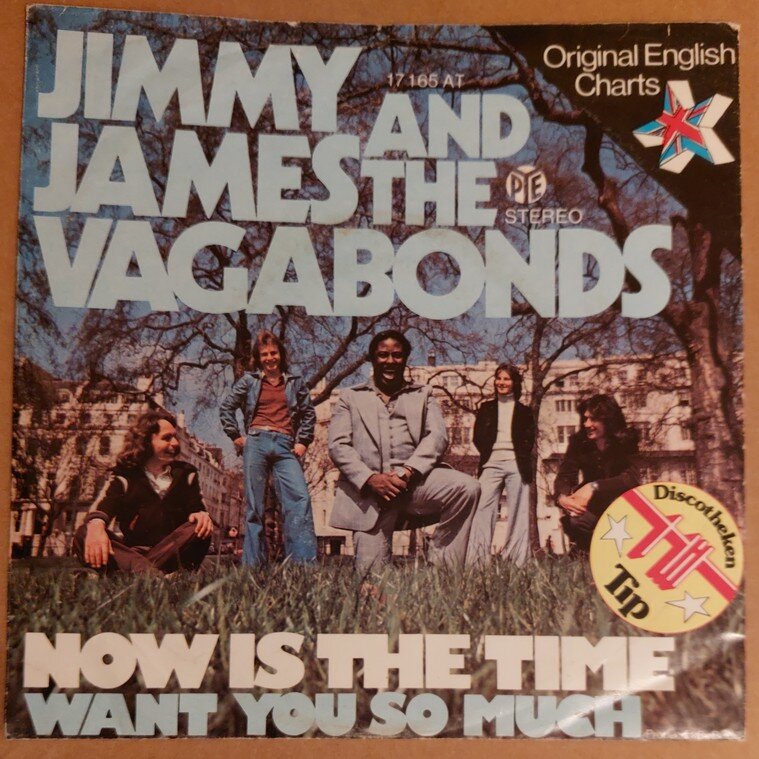 JIMMY
17 165 AT
AND
JAMES THE
VAGABONDS
Original English
Charts
PYE
STEREO
Discotheken
Tip
NOW IS THE TIME
WANT YOU SO MUCH